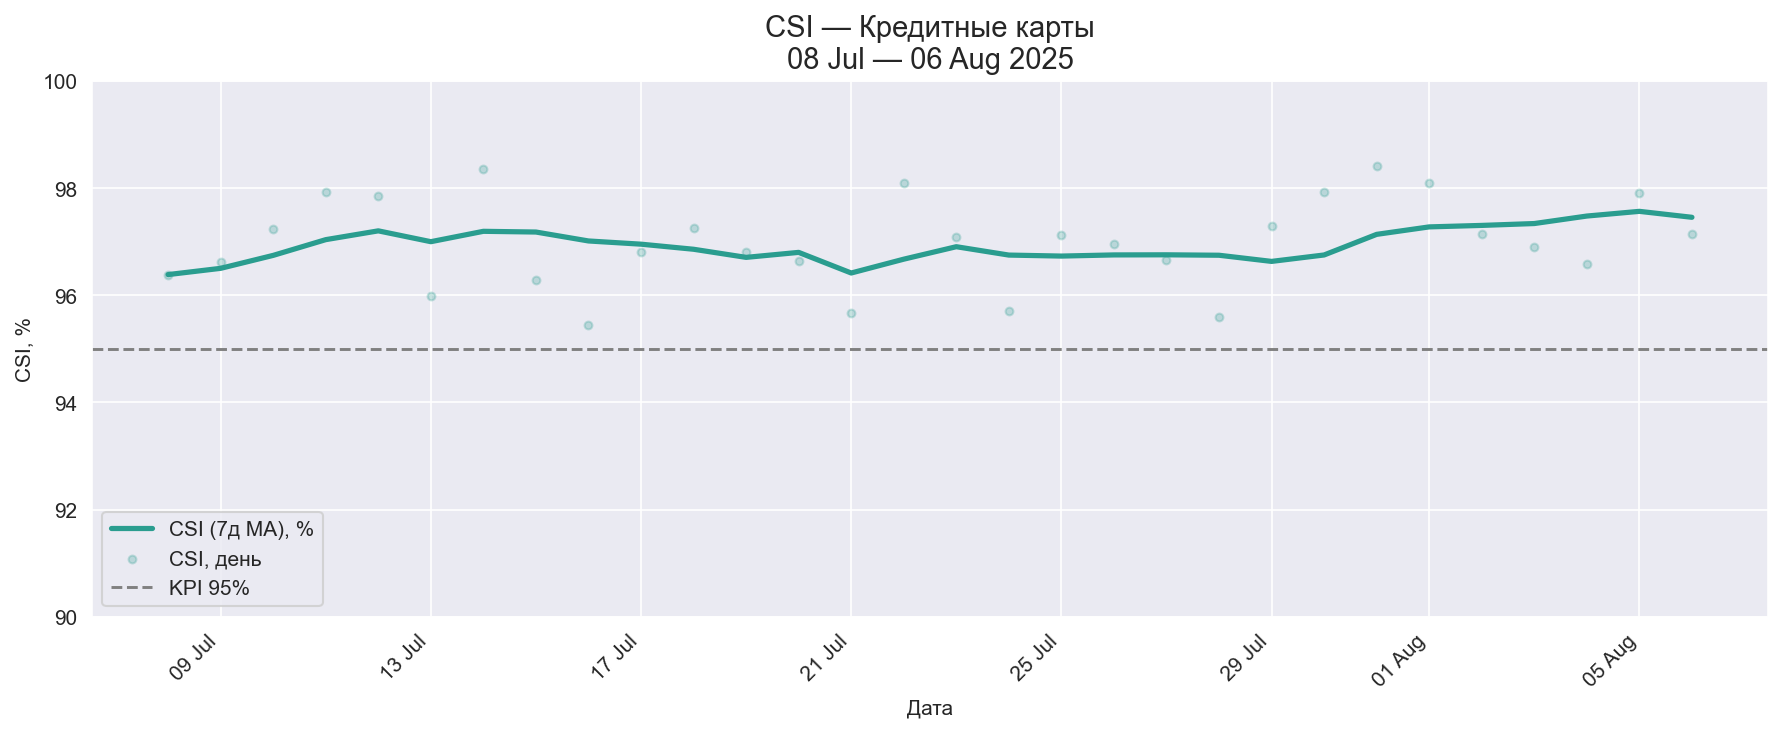 CSI — Кредитные карты
08 Jul — 06 Aug 2025
100
98
96
94
92
90
CSI, %
CSI (7д MA), %
CSI, день
KPI 95%
09 Jul
13 Jul
17 Jul
21 Jul
25 Jul
29 Jul
01 Aug
05 Aug
Дата